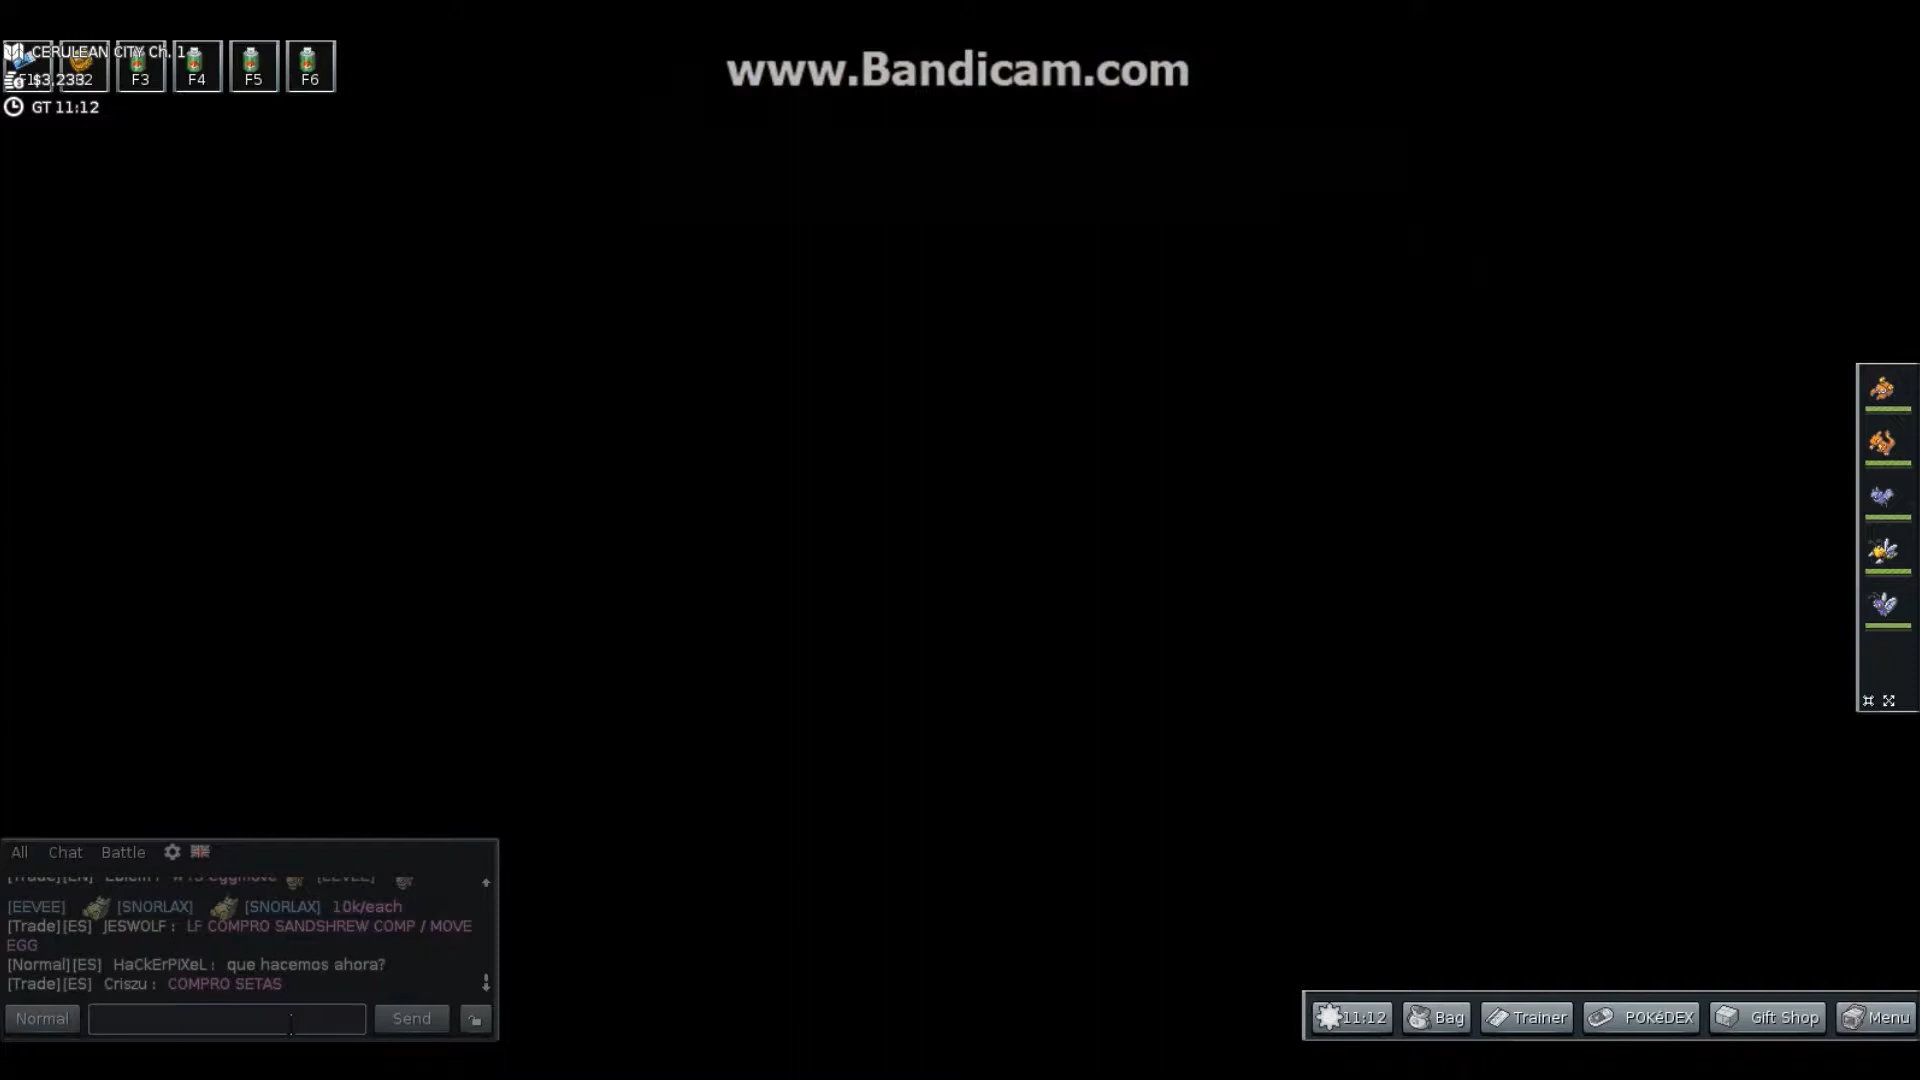 www.Bandicam.com
CERULEAN CITY Ch. 1
F3 F4 F5 F6
GT 11:12
All Chat Battle
[EEVEE] [SNORLAX] [SNORLAX] 10k/each
[Trade][ES] JESWOLF : LF COMPRO SANDSHREW COMP / MOVE
EGG
[Normal][ES] HaCkErPiXeL : que hacemos ahora?
[Trade][ES] Criszu : COMPRO SETAS
Normal Send
11:12 Bag Trainer POKéDEX Gift Shop Menu